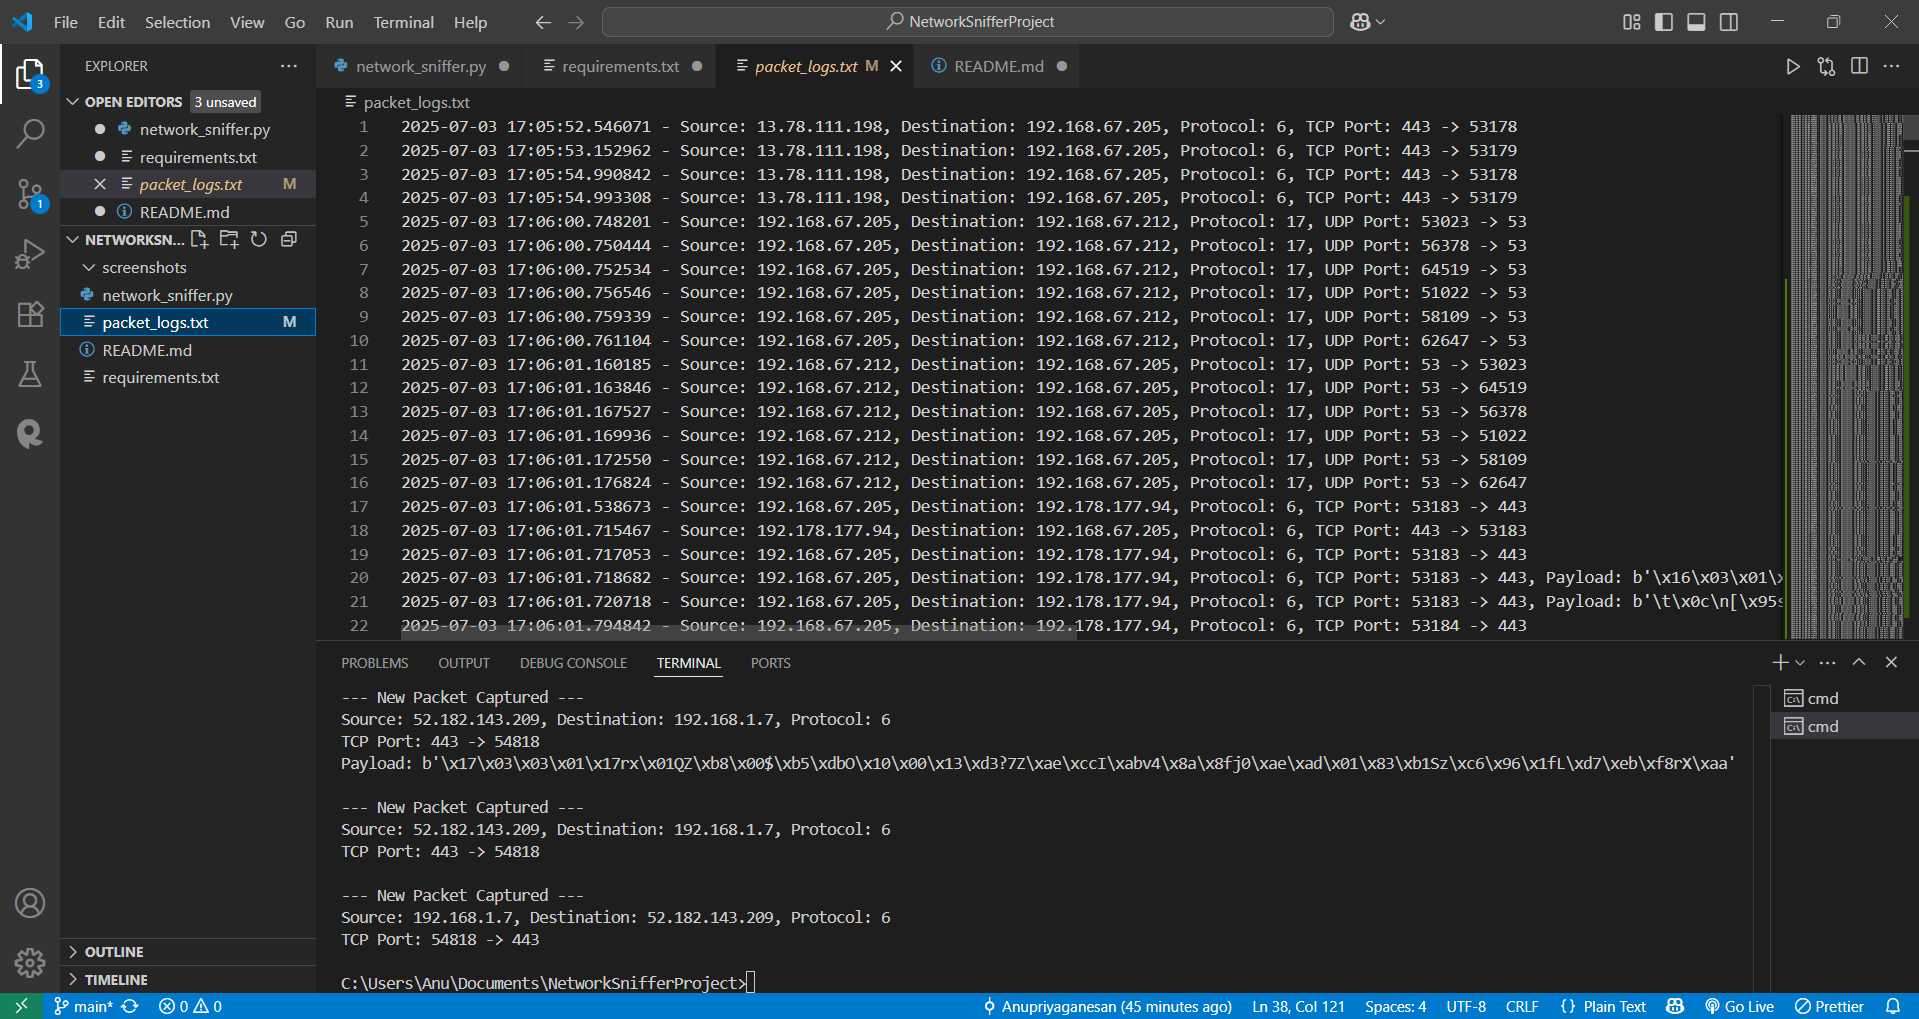 File Edit Selection View Go Run Terminal Help
NetworkSnifferProject
EXPLORER
OPEN EDITORS 3 unsaved
network_sniffer.py
requirements.txt
packet_logs.txt M
README.md
NETWORKSN...
screenshots
network_sniffer.py
packet_logs.txt M
README.md
requirements.txt
OUTLINE
TIMELINE
3
1
network_sniffer.py requirements.txt packet_logs.txt M README.md
packet_logs.txt
1 2025-07-03 17:05:52.546071 - Source: 13.78.111.198, Destination: 192.168.67.205, Protocol: 6, TCP Port: 443 -> 53178
2 2025-07-03 17:05:53.152962 - Source: 13.78.111.198, Destination: 192.168.67.205, Protocol: 6, TCP Port: 443 -> 53179
3 2025-07-03 17:05:54.990842 - Source: 13.78.111.198, Destination: 192.168.67.205, Protocol: 6, TCP Port: 443 -> 53178
4 2025-07-03 17:05:54.993308 - Source: 13.78.111.198, Destination: 192.168.67.205, Protocol: 6, TCP Port: 443 -> 53179
5 2025-07-03 17:06:00.748201 - Source: 192.168.67.205, Destination: 192.168.67.212, Protocol: 17, UDP Port: 53023 -> 53
6 2025-07-03 17:06:00.750444 - Source: 192.168.67.205, Destination: 192.168.67.212, Protocol: 17, UDP Port: 56378 -> 53
7 2025-07-03 17:06:00.752534 - Source: 192.168.67.205, Destination: 192.168.67.212, Protocol: 17, UDP Port: 64519 -> 53
8 2025-07-03 17:06:00.756546 - Source: 192.168.67.205, Destination: 192.168.67.212, Protocol: 17, UDP Port: 51022 -> 53
9 2025-07-03 17:06:00.759339 - Source: 192.168.67.205, Destination: 192.168.67.212, Protocol: 17, UDP Port: 58109 -> 53
10 2025-07-03 17:06:00.761104 - Source: 192.168.67.205, Destination: 192.168.67.212, Protocol: 17, UDP Port: 62647 -> 53
11 2025-07-03 17:06:01.160185 - Source: 192.168.67.212, Destination: 192.168.67.205, Protocol: 17, UDP Port: 53 -> 53023
12 2025-07-03 17:06:01.163846 - Source: 192.168.67.212, Destination: 192.168.67.205, Protocol: 17, UDP Port: 53 -> 64519
13 2025-07-03 17:06:01.167527 - Source: 192.168.67.212, Destination: 192.168.67.205, Protocol: 17, UDP Port: 53 -> 56378
14 2025-07-03 17:06:01.169936 - Source: 192.168.67.212, Destination: 192.168.67.205, Protocol: 17, UDP Port: 53 -> 51022
15 2025-07-03 17:06:01.172550 - Source: 192.168.67.212, Destination: 192.168.67.205, Protocol: 17, UDP Port: 53 -> 58109
16 2025-07-03 17:06:01.176824 - Source: 192.168.67.212, Destination: 192.168.67.205, Protocol: 17, UDP Port: 53 -> 62647
17 2025-07-03 17:06:01.538673 - Source: 192.168.67.205, Destination: 192.178.177.94, Protocol: 6, TCP Port: 53183 -> 443
18 2025-07-03 17:06:01.715467 - Source: 192.178.177.94, Destination: 192.168.67.205, Protocol: 6, TCP Port: 443 -> 53183
19 2025-07-03 17:06:01.717053 - Source: 192.168.67.205, Destination: 192.178.177.94, Protocol: 6, TCP Port: 53183 -> 443
20 2025-07-03 17:06:01.718682 - Source: 192.168.67.205, Destination: 192.178.177.94, Protocol: 6, TCP Port: 53183 -> 443, Payload: b'\x16\x03\x01\x
21 2025-07-03 17:06:01.720718 - Source: 192.168.67.205, Destination: 192.178.177.94, Protocol: 6, TCP Port: 53183 -> 443, Payload: b'\t\x0c\n[\x95s
22 2025-07-03 17:06:01.794842 - Source: 192.168.67.205, Destination: 192.178.177.94, Protocol: 6, TCP Port: 53184 -> 443
PROBLEMS OUTPUT DEBUG CONSOLE TERMINAL PORTS
--- New Packet Captured ---
Source: 52.182.143.209, Destination: 192.168.1.7, Protocol: 6
TCP Port: 443 -> 54818
Payload: b'\x17\x03\x03\x01\x17rx\x01QZ\xb8\x00$\xb5\xdbO\x10\x00\x13\xd3?7Z\xae\xccI\xabv4\x8a\x8fj0\xae\xad\x01\x83\xb1Sz\xc6\x96\x1fL\xd7\xeb\xf8rX\xaa'
--- New Packet Captured ---
Source: 52.182.143.209, Destination: 192.168.1.7, Protocol: 6
TCP Port: 443 -> 54818
--- New Packet Captured ---
Source: 192.168.1.7, Destination: 52.182.143.209, Protocol: 6
TCP Port: 54818 -> 443
C:\Users\Anu\Documents\NetworkSnifferProject>
cmd
cmd
main* 0 0 Anupriyaganesan (45 minutes ago) Ln 38, Col 121 Spaces: 4 UTF-8 CRLF {} Plain Text Go Live Prettier